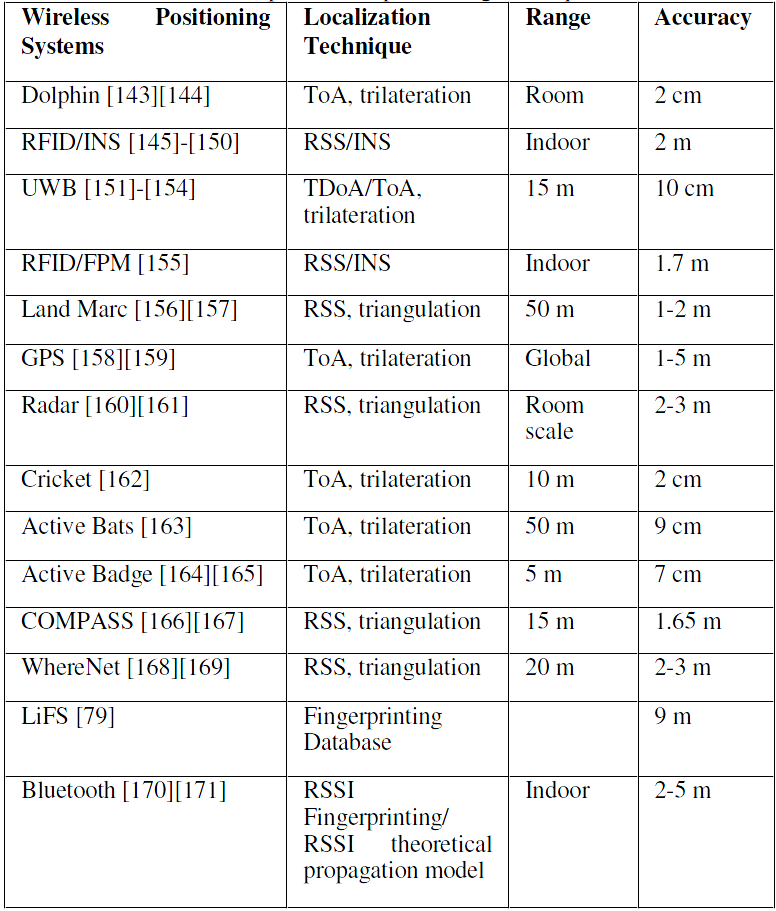 Wireless Positioning Localization Range Accuracy
Systems Technique
Dolphin [143][144] ToA, trilateration Room 2 cm
RFID/INS [145]-[150] RSS/INS Indoor 2 m
UWB [151]-[154] TDoA/ToA, 15 m 10 cm
trilateration
RFID/FPM [155] RSS/INS Indoor 1.7 m
Land Marc [156][157] RSS, triangulation 50 m 1-2 m
GPS [158][159] ToA, trilateration Global 1-5 m
Radar [160][161] RSS, triangulation Room 2-3 m
scale
Cricket [162] ToA, trilateration 10 m 2 cm
Active Bats [163] ToA, trilateration 50 m 9 cm
Active Badge [164][165] ToA, trilateration 5 m 7 cm
COMPASS [166][167] RSS, triangulation 15 m 1.65 m
WhereNet [168][169] RSS, triangulation 20 m 2-3 m
LiFS [79] Fingerprinting 9 m
Database
Bluetooth [170][171] RSSI Indoor 2-5 m
Fingerprinting/
RSSI theoretical
propagation model